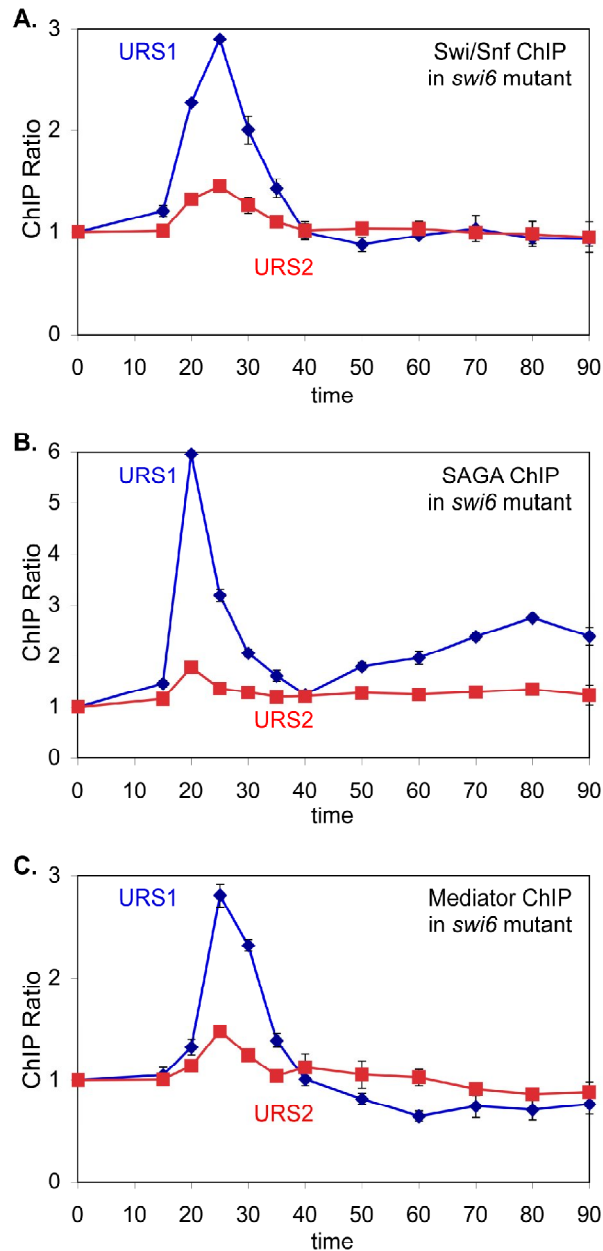 A.
3
2
1
0
ChIP Ratio
URS1
Swi/Snf ChIP
in swi6 mutant
URS2
0 10 20 30 40 50 60 70 80 90
time
B.
6
5
4
3
2
1
0
ChIP Ratio
URS1
SAGA ChIP
in swi6 mutant
URS2
0 10 20 30 40 50 60 70 80 90
time
C.
3
2
1
0
ChIP Ratio
URS1
Mediator ChIP
in swi6 mutant
URS2
0 10 20 30 40 50 60 70 80 90
time